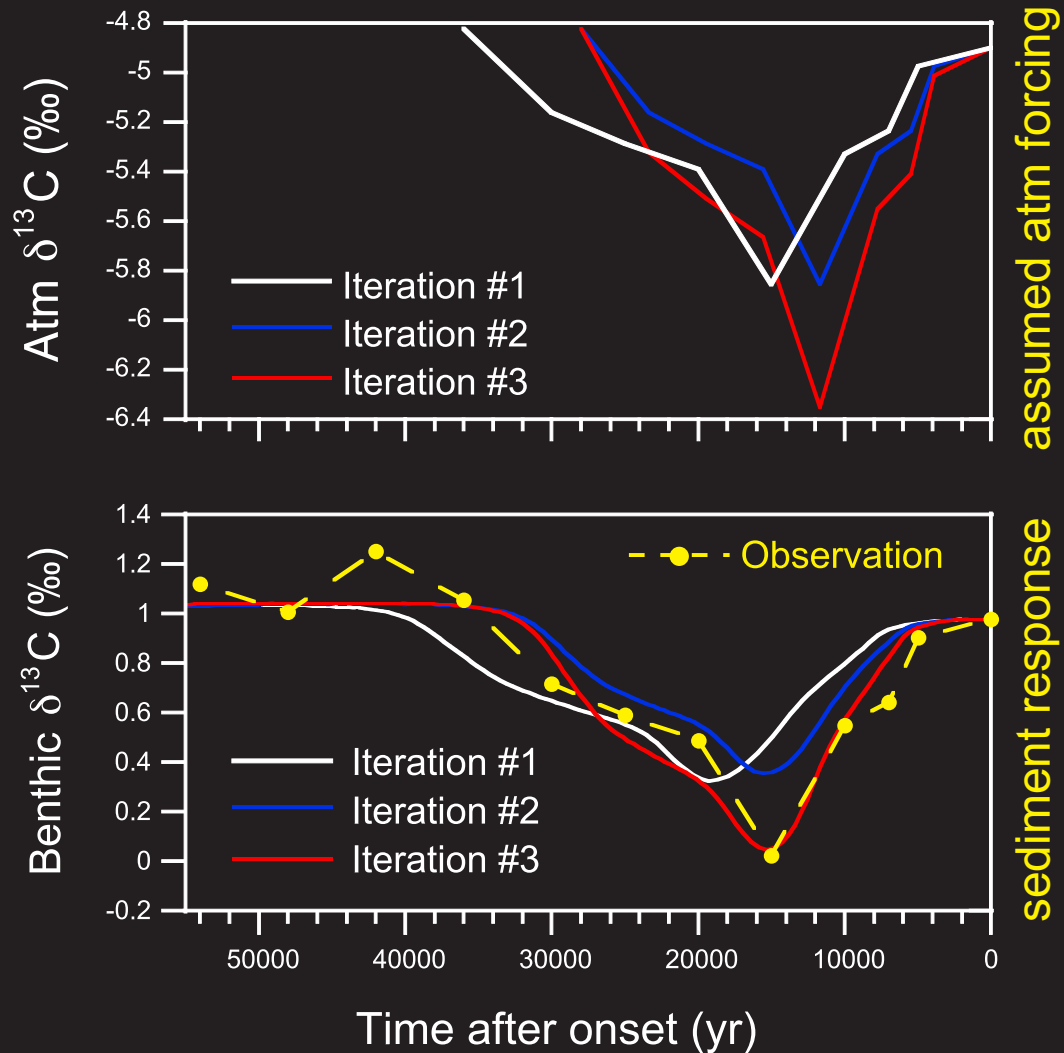 -4.8
-5
-5.2
-5.4
-5.6
-5.8
-6
-6.2
-6.4
Atm δ¹³C (‰)
Iteration #1
Iteration #2
Iteration #3
assumed atm forcing
1.4
1.2
1
0.8
0.6
0.4
0.2
0
-0.2
Benthic δ¹³C (‰)
Observation
Iteration #1
Iteration #2
Iteration #3
sediment response
50000 40000 30000 20000 10000 0
Time after onset (yr)